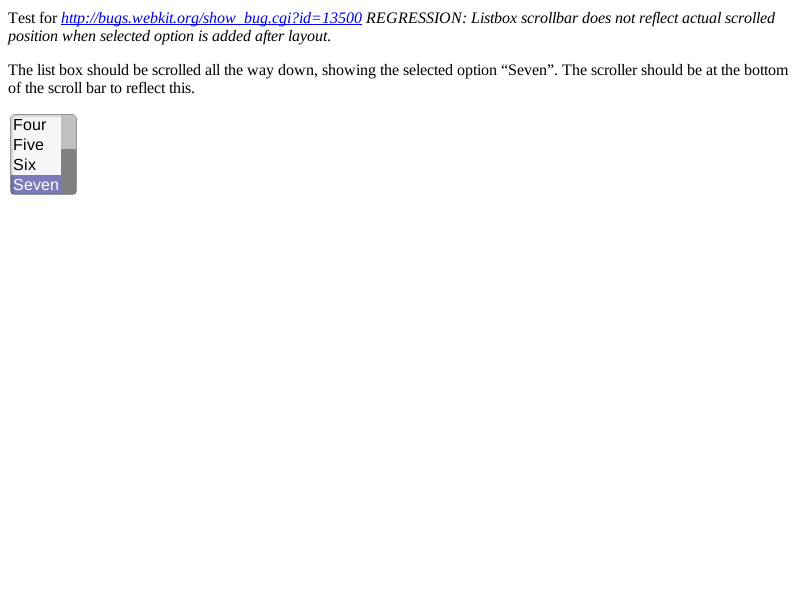 Test for http://bugs.webkit.org/show_bug.cgi?id=13500 REGRESSION: Listbox scrollbar does not reflect actual scrolled
position when selected option is added after layout.
The list box should be scrolled all the way down, showing the selected option “Seven”. The scroller should be at the bottom
of the scroll bar to reflect this.
Four
Five
Six
Seven